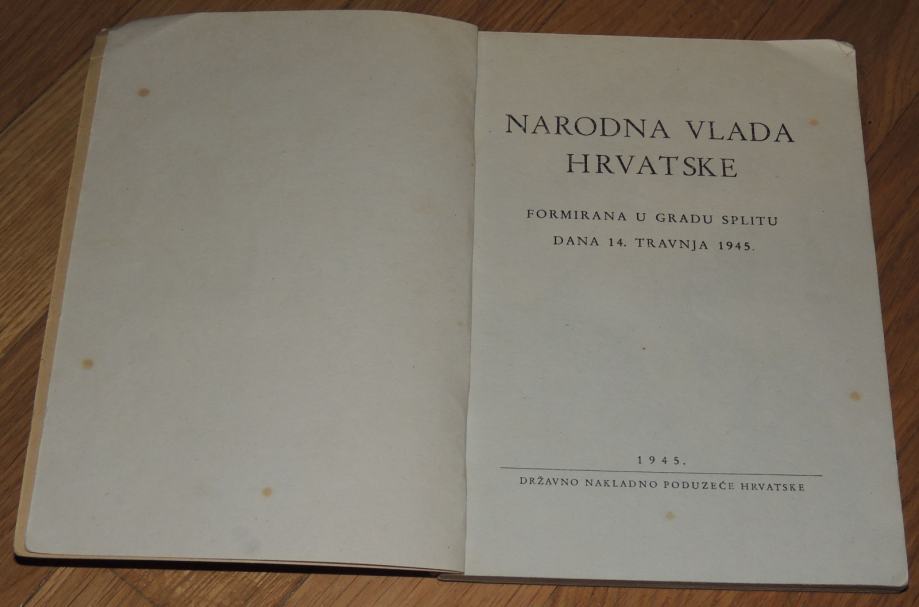 NARODNA VLADA
HRVATSKE
FORMIRANA U GRADU SPLITU
DANA 14. TRAVNJA 1945.
1945.
DRŽAVNO NAKLADNO PODUZEĆE HRVATSKE